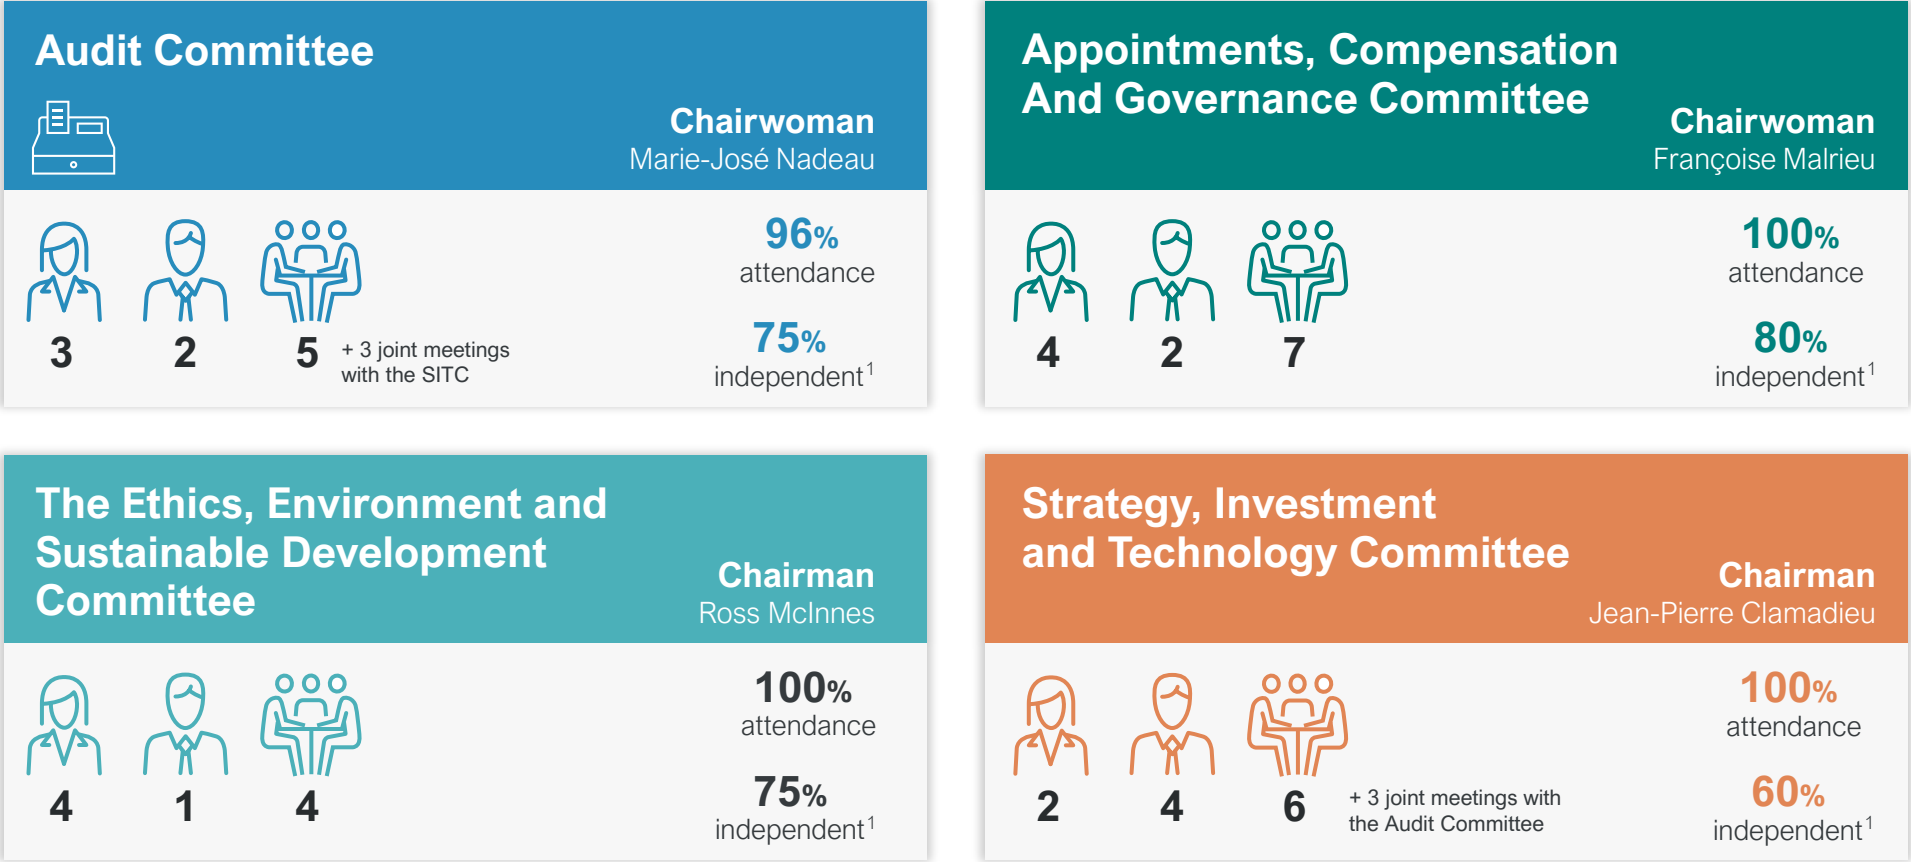 Audit Committee
Chairwoman
Marie-José Nadeau
96%
attendance
3
2
5
+ 3 joint meetings
with the SITC
75%
independent1
Appointments, Compensation
And Governance Committee
Chairwoman
Françoise Malrieu
100%
attendance
4
2
7
80%
independent1
The Ethics, Environment and
Sustainable Development
Committee
Chairman
Ross McInnes
100%
attendance
4
1
4
75%
independent1
Strategy, Investment
and Technology Committee
Chairman
Jean-Pierre Clamadieu
100%
attendance
2
4
6
+ 3 joint meetings with
the Audit Committee
60%
independent1